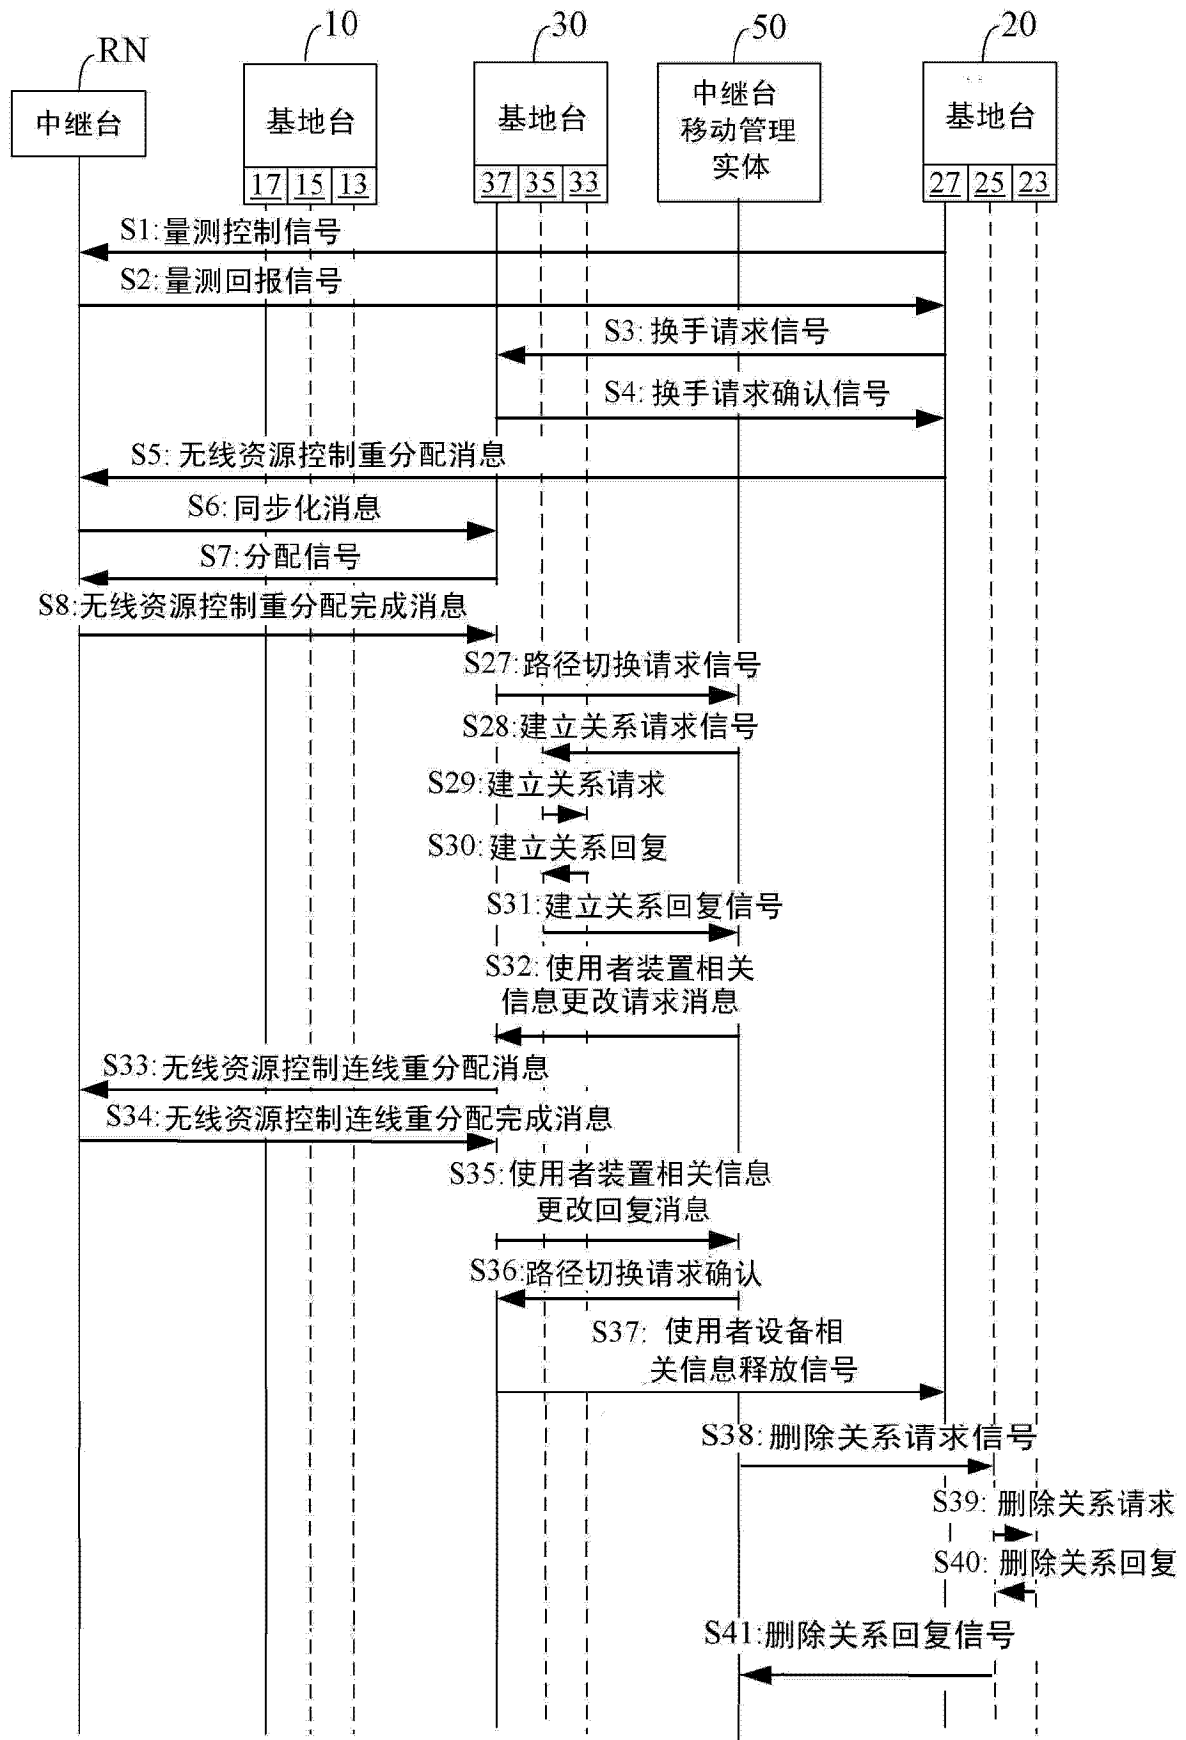 RN
10
30
50
20
中继台
基地台
基地台
中继台
移动管理
实体
基地台
17 15 13
37 35 33
27 25 23
S1:量测控制信号
S2:量测回报信号
S3:换手请求信号
S4:换手请求确认信号
S5:无线资源控制重分配消息
S6:同步化消息
S7:分配信号
S8:无线资源控制重分配完成消息
S27:路径切换请求信号
S28:建立关系请求信号
S29:建立关系请求
S30:建立关系回复
S31:建立关系回复信号
S32:使用者装置相关
信息更改请求消息
S33:无线资源控制连线重分配消息
S34:无线资源控制连线重分配完成消息
S35:使用者装置相关信息
更改回复消息
S36:路径切换请求确认
S37: 使用者设备相
关信息释放信号
S38:删除关系请求信号
S39:删除关系请求
S40:删除关系回复
S41:删除关系回复信号